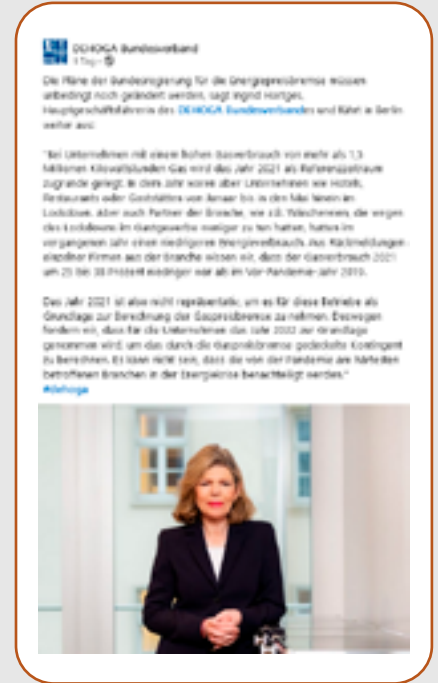 DEHOGA Bundesverband
1 Tag
Die Pläne der Bundesregierung für die Energiepreisbremse müssen
unbedingt noch geändert werden, sagt Ingrid Hartges,
Hauptgeschäftsführerin des DEHOGA Bundesverbandes und führt in Berlin
weiter aus:
"Bei Unternehmen mit einem hohen Gasverbrauch von mehr als 1,5
Millionen Kilowattstunden Gas wird das Jahr 2021 als Referenzzeitraum
zugrunde gelegt. In dem Jahr waren aber Unternehmen wie Hotels,
Restaurants oder Gaststätten von Januar bis in den Mai hinein im
Lockdown. Aber auch Partner der Branche, wie z.B. Wäschereien, die wegen
des Lockdowns im Gastgewerbe weniger zu tun hatten, hatten im
vergangenen Jahr einen niedrigeren Energieverbrauch. Aus Rückmeldungen
einzelner Firmen aus der Branche wissen wir, dass der Gasverbrauch 2021
um 25 bis 30 Prozent niedriger war als im Vor-Pandemie-Jahr 2019.
Das Jahr 2021 ist also nicht repräsentativ, um es für diese Betriebe als
Grundlage zur Berechnung der Gaspreisbremse zu nehmen. Deswegen
fordern wir, dass für die Unternehmen das Jahr 2022 zur Grundlage
genommen wird, um das durch die Gaspreisbremse gedeckelte Kontingent
zu berechnen. Es kann nicht sein, dass die von der Pandemie am härtesten
betroffenen Branchen in der Energiekrise benachteiligt werden."
#dehoga